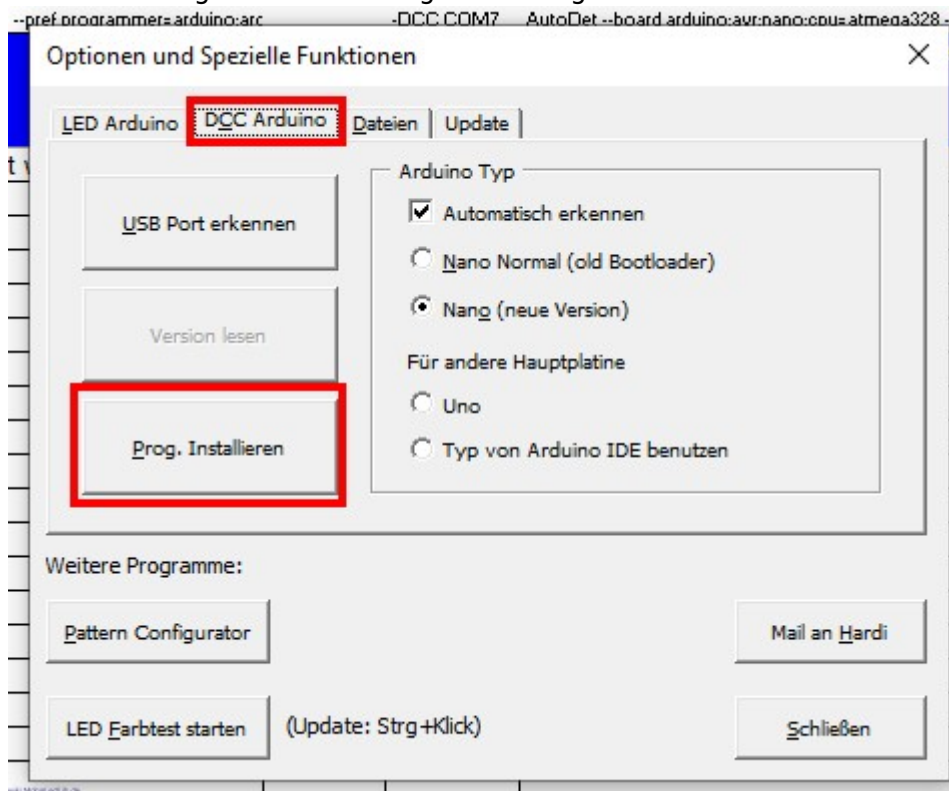 --pref programmer=arduino:arc -DCC COM7 AutoDet --board arduino:avr:nano:cpu=atmega328 -
Optionen und Spezielle Funktionen
LED Arduino DCC Arduino Dateien Update
Arduino Typ
USB Port erkennen
Automatisch erkennen
Nano Normal (old Bootloader)
Nano (neue Version)
Version lesen
Für andere Hauptplatine
Uno
Prog. Installieren
Typ von Arduino IDE benutzen
Weitere Programme:
Pattern Configurator
Mail an Hardi
LED Farbtest starten (Update: Strg+Klick)
Schließen